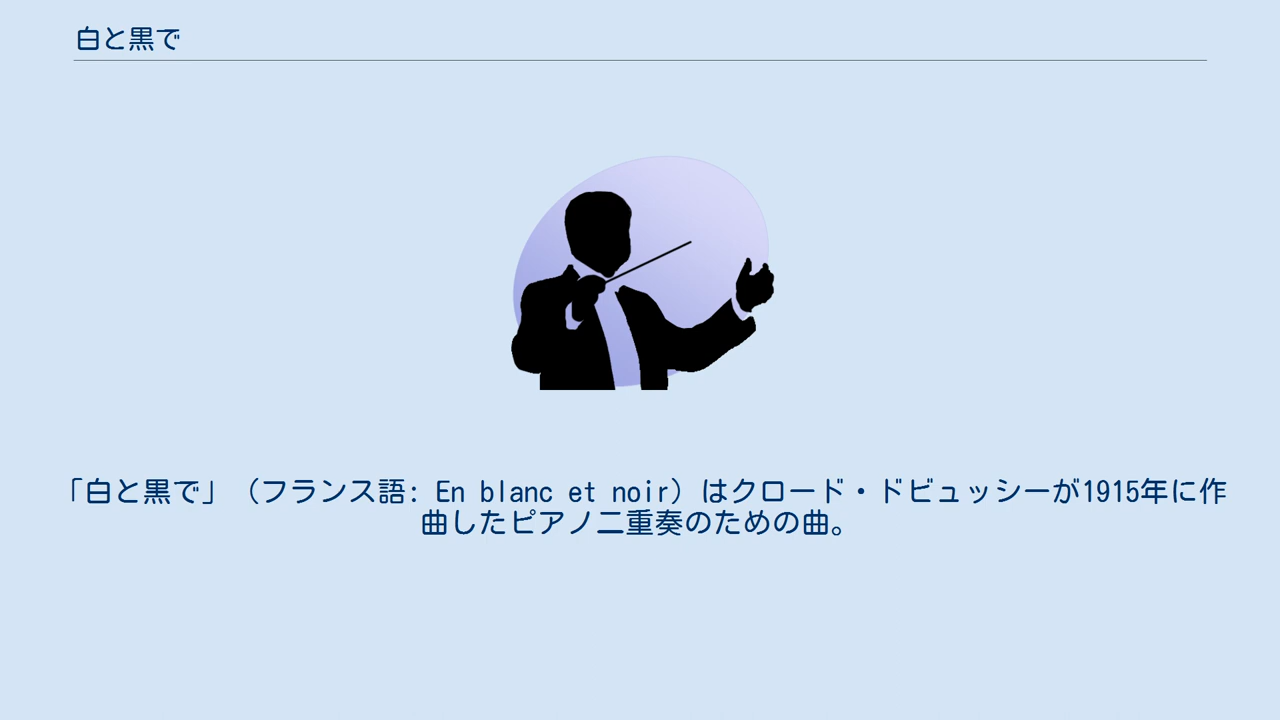 白と黒で
「白と黒で」（フランス語: En blanc et noir）はクロード・ドビュッシーが1915年に作
曲したピアノ二重奏のための曲。